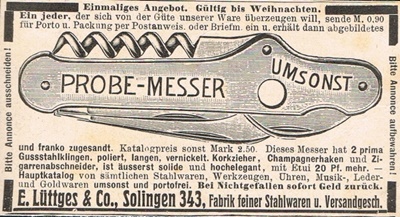 Einmaliges Angebot. Gültig bis Weihnachten.
Ein jeder, der sich von der Güte unserer Ware überzeugen will, sende M. 0,90
für Porto u. Packung per Postanweis. oder Briefm. ein u. erhält dann abgebildetes
Bitte Annonce ausschneiden!
PROBE-MESSER
UMSONST
Bitte Annonce aufbewahren!
und franko zugesandt. Katalogpreis sonst Mark 2.50. Dieses Messer hat 2 prima
Gussstahlklingen, poliert, langen, vernickelt. Korkzieher, Champagnerhaken und Zi-
garrenabschneider, ist äusserst solide und hochelegant, mit Etui 20 Pf. mehr. —
Hauptkatalog von sämtlichen Stahlwaren, Werkzeugen, Uhren, Musik-, Leder-
und Goldwaren umsonst und portofrei. Bei Nichtgefallen sofort Geld zurück.
E. Lüttges & Co., Solingen 343, Fabrik feiner Stahlwaren u. Versandgesch.